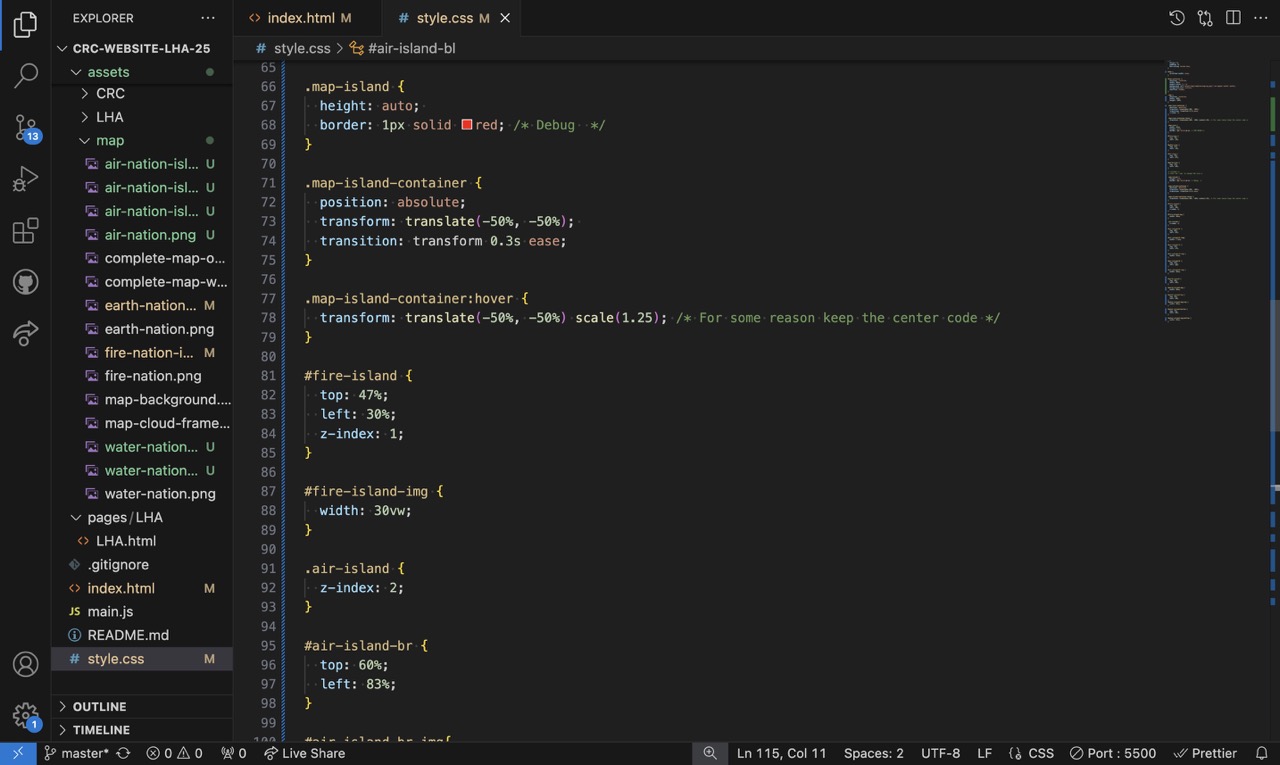 EXPLORER
index.html M
style.css M
CRC-WEBSITE-LHA-25
style.css > #air-island-bl
assets
CRC
LHA
map
air-nation-isl... U
air-nation-isl... U
air-nation-isl... U
air-nation.png U
complete-map-o...
complete-map-w...
earth-nation... M
earth-nation.png
fire-nation-i... M
fire-nation.png
map-background....
map-cloud-frame...
water-nation... U
water-nation... U
water-nation.png
pages/LHA
LHA.html
.gitignore
index.html M
JS main.js
README.md
# style.css M
OUTLINE
TIMELINE
13
1
65
66 .map-island {
67 height: auto;
68 border: 1px solid red; /* Debug  */
69 }
70
71 .map-island-container {
72 position: absolute;
73 transform: translate(-50%, -50%);
74 transition: transform 0.3s ease;
75 }
76
77 .map-island-container:hover {
78 transform: translate(-50%, -50%) scale(1.25); /* For some reason keep the center code */
79 }
80
81 #fire-island {
82 top: 47%;
83 left: 30%;
84 z-index: 1;
85 }
86
87 #fire-island-img {
88 width: 30vw;
89 }
90
91 .air-island {
92 z-index: 2;
93 }
94
95 #air-island-br {
96 top: 60%;
97 left: 83%;
98 }
99
100 #air-island-br-img{
master* 0 0 0 Live Share Ln 115, Col 11 Spaces: 2 UTF-8 LF {} CSS Port : 5500 Prettier